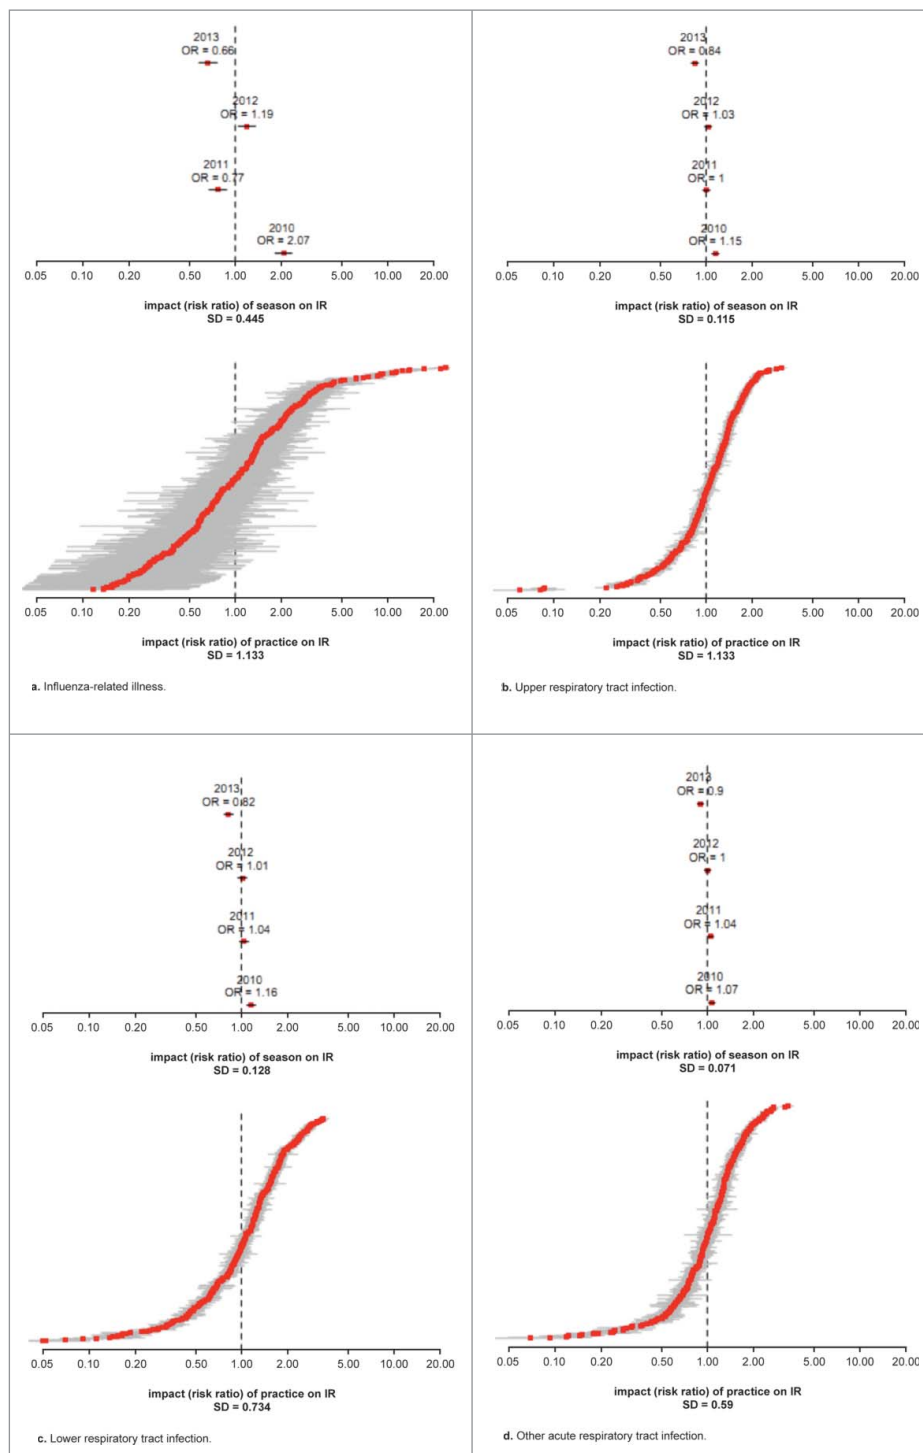 2013
OR = 0.66
2012
OR = 1.19
2011
OR = 0.77
2010
OR = 2.07
0.05 0.10 0.20 0.50 1.00 2.00 5.00 10.00 20.00
impact (risk ratio) of season on IR
SD = 0.445
0.05 0.10 0.20 0.50 1.00 2.00 5.00 10.00 20.00
impact (risk ratio) of practice on IR
SD = 1.133
a. Influenza-related illness.
2013
OR = 0.84
2012
OR = 1.03
2011
OR = 1
2010
OR = 1.15
0.05 0.10 0.20 0.50 1.00 2.00 5.00 10.00 20.00
impact (risk ratio) of season on IR
SD = 0.115
0.05 0.10 0.20 0.50 1.00 2.00 5.00 10.00 20.00
impact (risk ratio) of practice on IR
SD = 1.133
b. Upper respiratory tract infection.
2013
OR = 0.82
2012
OR = 1.01
2011
OR = 1.04
2010
OR = 1.16
0.05 0.10 0.20 0.50 1.00 2.00 5.00 10.00 20.00
impact (risk ratio) of season on IR
SD = 0.128
0.05 0.10 0.20 0.50 1.00 2.00 5.00 10.00 20.00
impact (risk ratio) of practice on IR
SD = 0.734
c. Lower respiratory tract infection.
2013
OR = 0.9
2012
OR = 1
2011
OR = 1.04
2010
OR = 1.07
0.05 0.10 0.20 0.50 1.00 2.00 5.00 10.00 20.00
impact (risk ratio) of season on IR
SD = 0.071
0.05 0.10 0.20 0.50 1.00 2.00 5.00 10.00 20.00
impact (risk ratio) of practice on IR
SD = 0.59
d. Other acute respiratory tract infection.